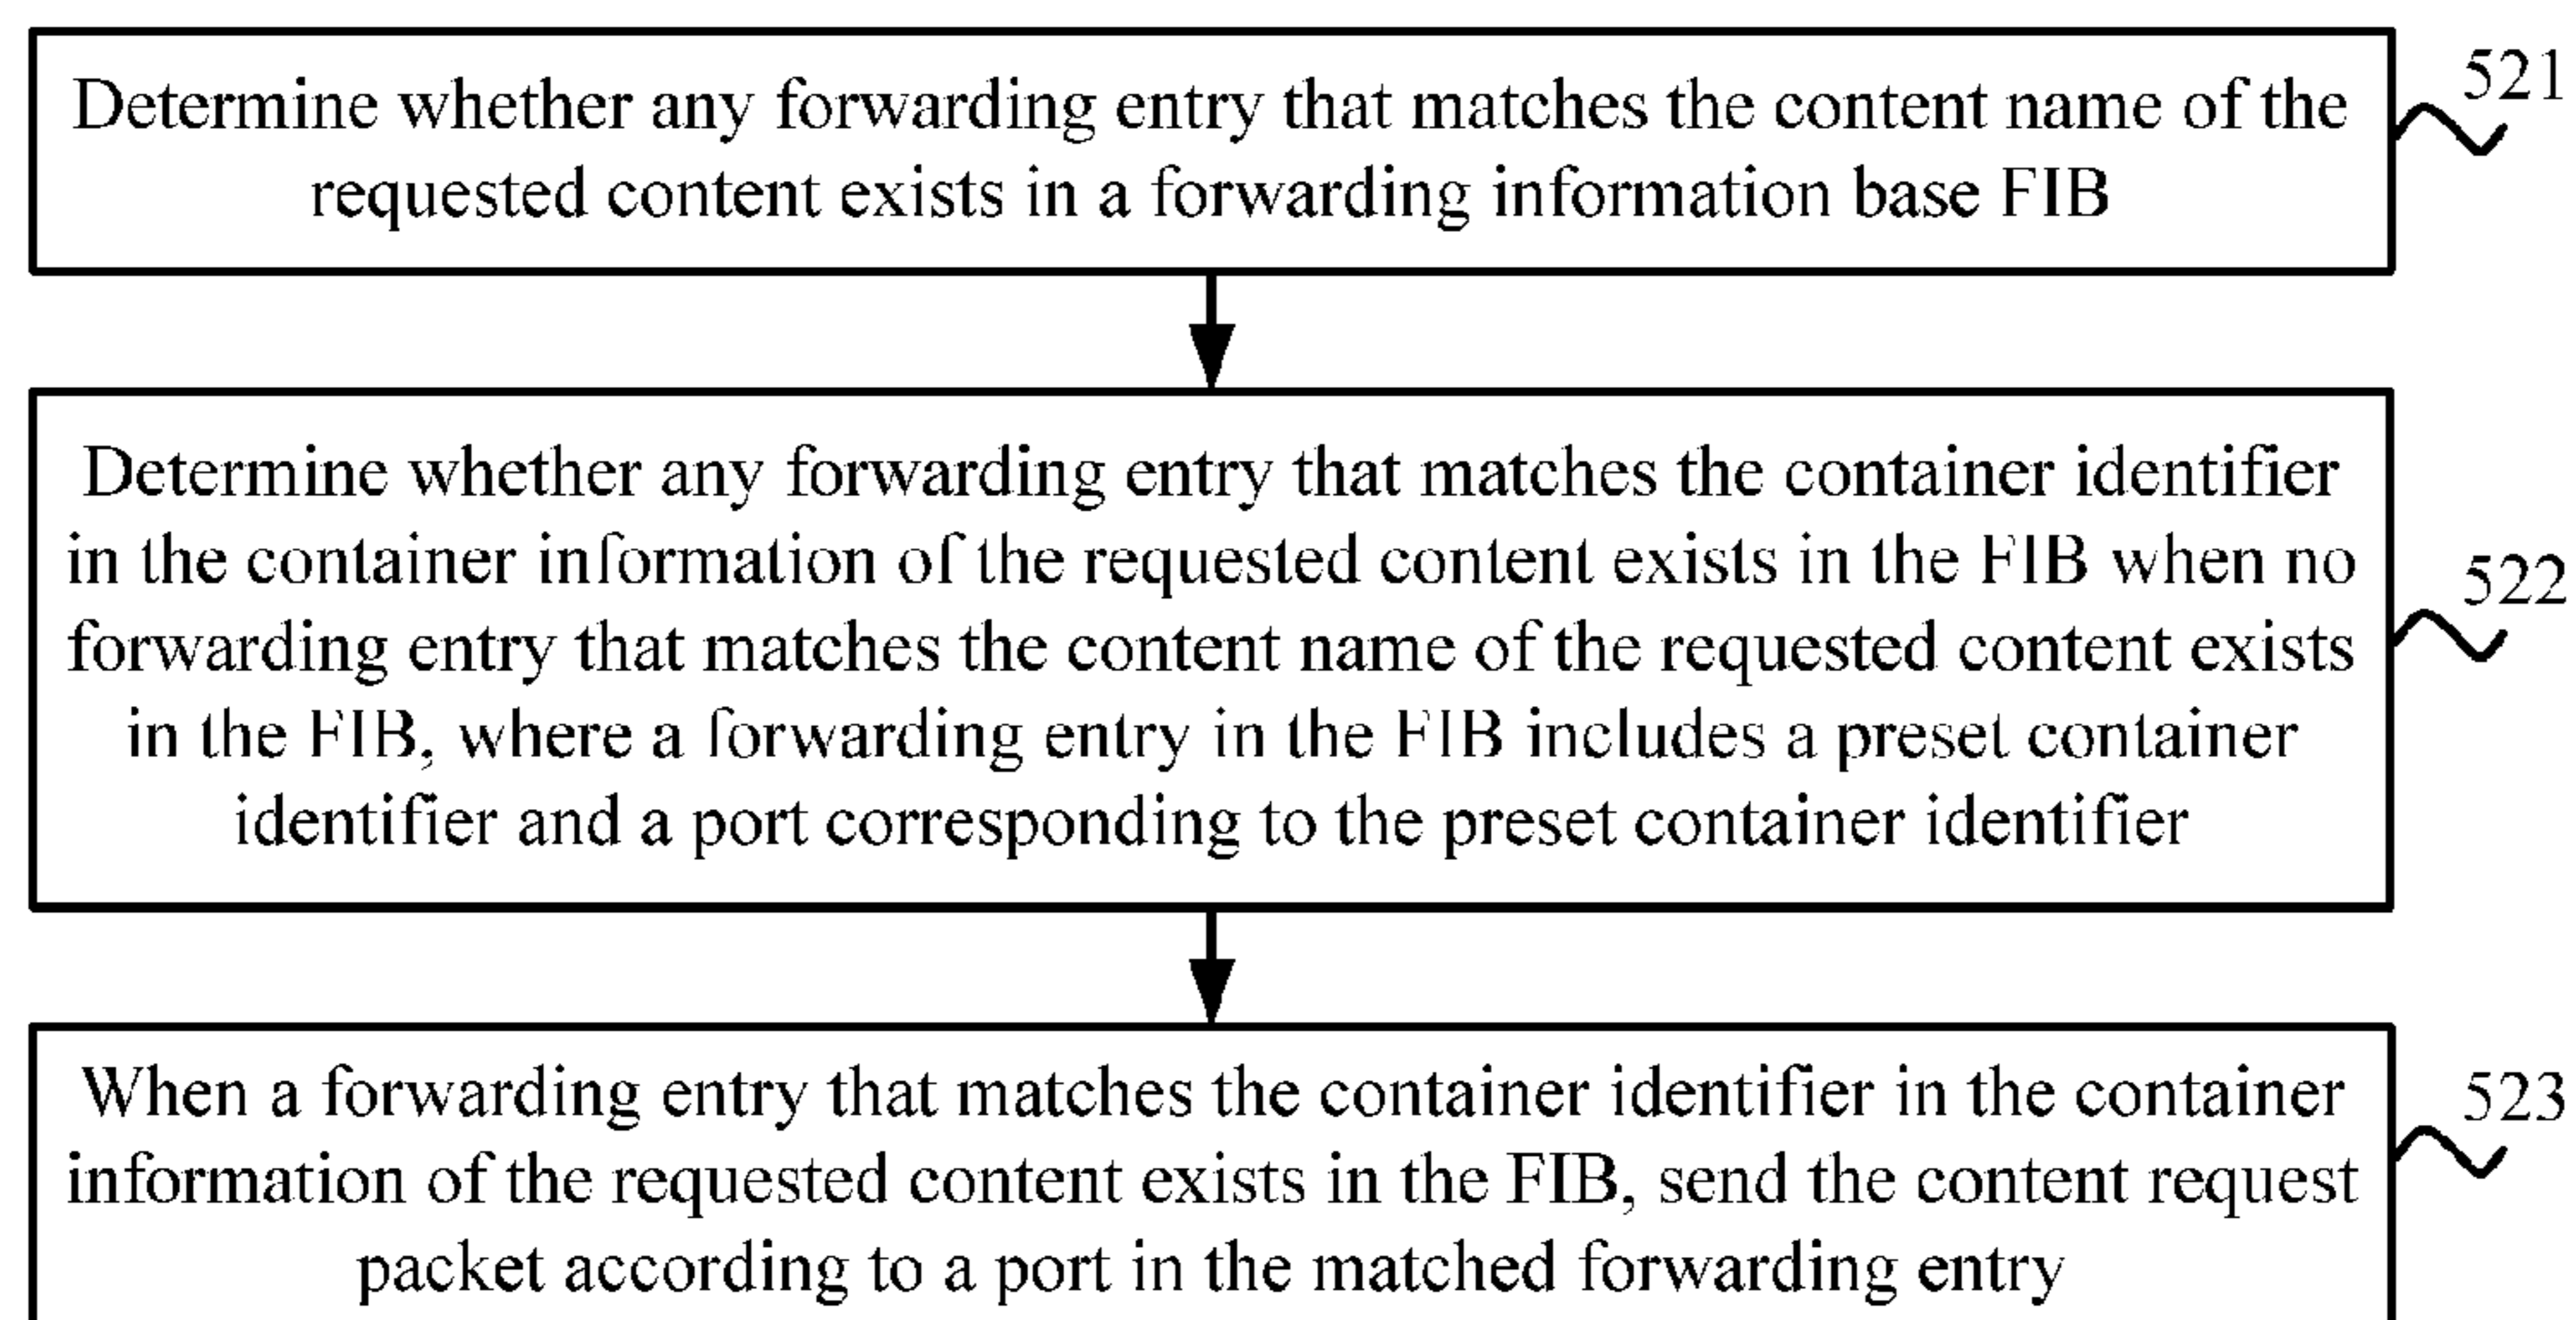 Determine whether any forwarding entry that matches the content name of the
requested content exists in a forwarding information base FIB
521
Determine whether any forwarding entry that matches the container identifier
in the container information of the requested content exists in the FIB when no
forwarding entry that matches the content name of the requested content exists
in the FIB, where a forwarding entry in the FIB includes a preset container
identifier and a port corresponding to the preset container identifier
522
When a forwarding entry that matches the container identifier in the container
information of the requested content exists in the FIB, send the content request
packet according to a port in the matched forwarding entry
523